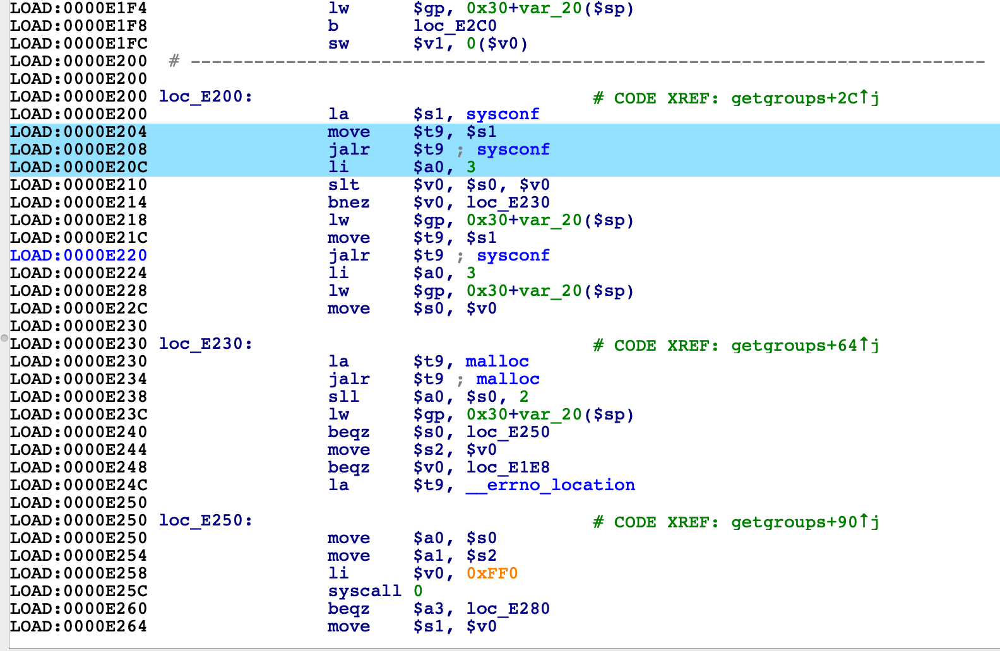 LOAD:0000E1F4 lw $gp, 0x30+var_20($sp)
LOAD:0000E1F8 b loc_E2C0
LOAD:0000E1FC sw $v1, 0($v0)
LOAD:0000E200 # ---------------------------------------------------------------------------
LOAD:0000E200
LOAD:0000E200 loc_E200: # CODE XREF: getgroups+2C↑j
LOAD:0000E200 la $s1, sysconf
LOAD:0000E204 move $t9, $s1
LOAD:0000E208 jalr $t9 ; sysconf
LOAD:0000E20C li $a0, 3
LOAD:0000E210 slt $v0, $s0, $v0
LOAD:0000E214 bnez $v0, loc_E230
LOAD:0000E218 lw $gp, 0x30+var_20($sp)
LOAD:0000E21C move $t9, $s1
LOAD:0000E220 jalr $t9 ; sysconf
LOAD:0000E224 li $a0, 3
LOAD:0000E228 lw $gp, 0x30+var_20($sp)
LOAD:0000E22C move $s0, $v0
LOAD:0000E230
LOAD:0000E230 loc_E230: # CODE XREF: getgroups+64↑j
LOAD:0000E230 la $t9, malloc
LOAD:0000E234 jalr $t9 ; malloc
LOAD:0000E238 sll $a0, $s0, 2
LOAD:0000E23C lw $gp, 0x30+var_20($sp)
LOAD:0000E240 beqz $s0, loc_E250
LOAD:0000E244 move $s2, $v0
LOAD:0000E248 beqz $v0, loc_E1E8
LOAD:0000E24C la $t9, __errno_location
LOAD:0000E250
LOAD:0000E250 loc_E250: # CODE XREF: getgroups+90↑j
LOAD:0000E250 move $a0, $s0
LOAD:0000E254 move $a1, $s2
LOAD:0000E258 li $v0, 0xFF0
LOAD:0000E25C syscall 0
LOAD:0000E260 beqz $a3, loc_E280
LOAD:0000E264 move $s1, $v0